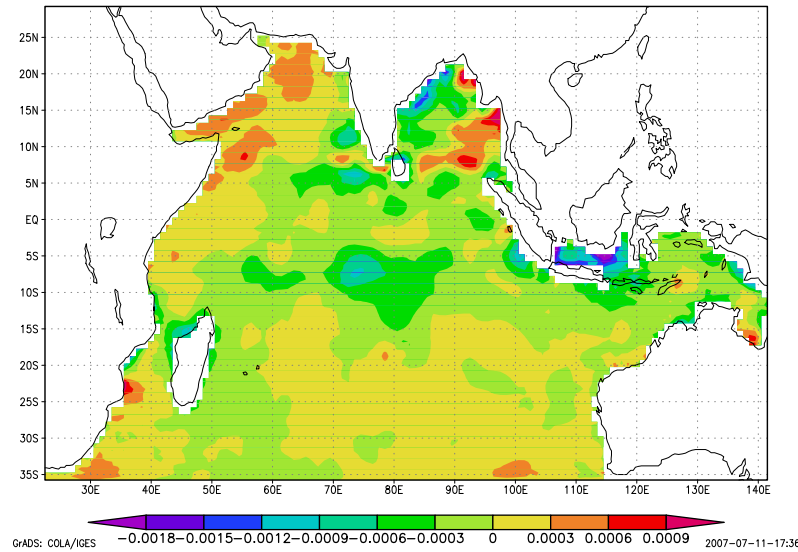 25N
20N
15N
10N
5N
EQ
5S
10S
15S
20S
25S
30S
35S
30E 40E 50E 60E 70E 80E 90E 100E 110E 120E 130E 140E
−0.0018 −0.0015 −0.0012 −0.0009 −0.0006 −0.0003 0 0.0003 0.0006 0.0009
GrADS: COLA/IGES 2007-07-11-17:36